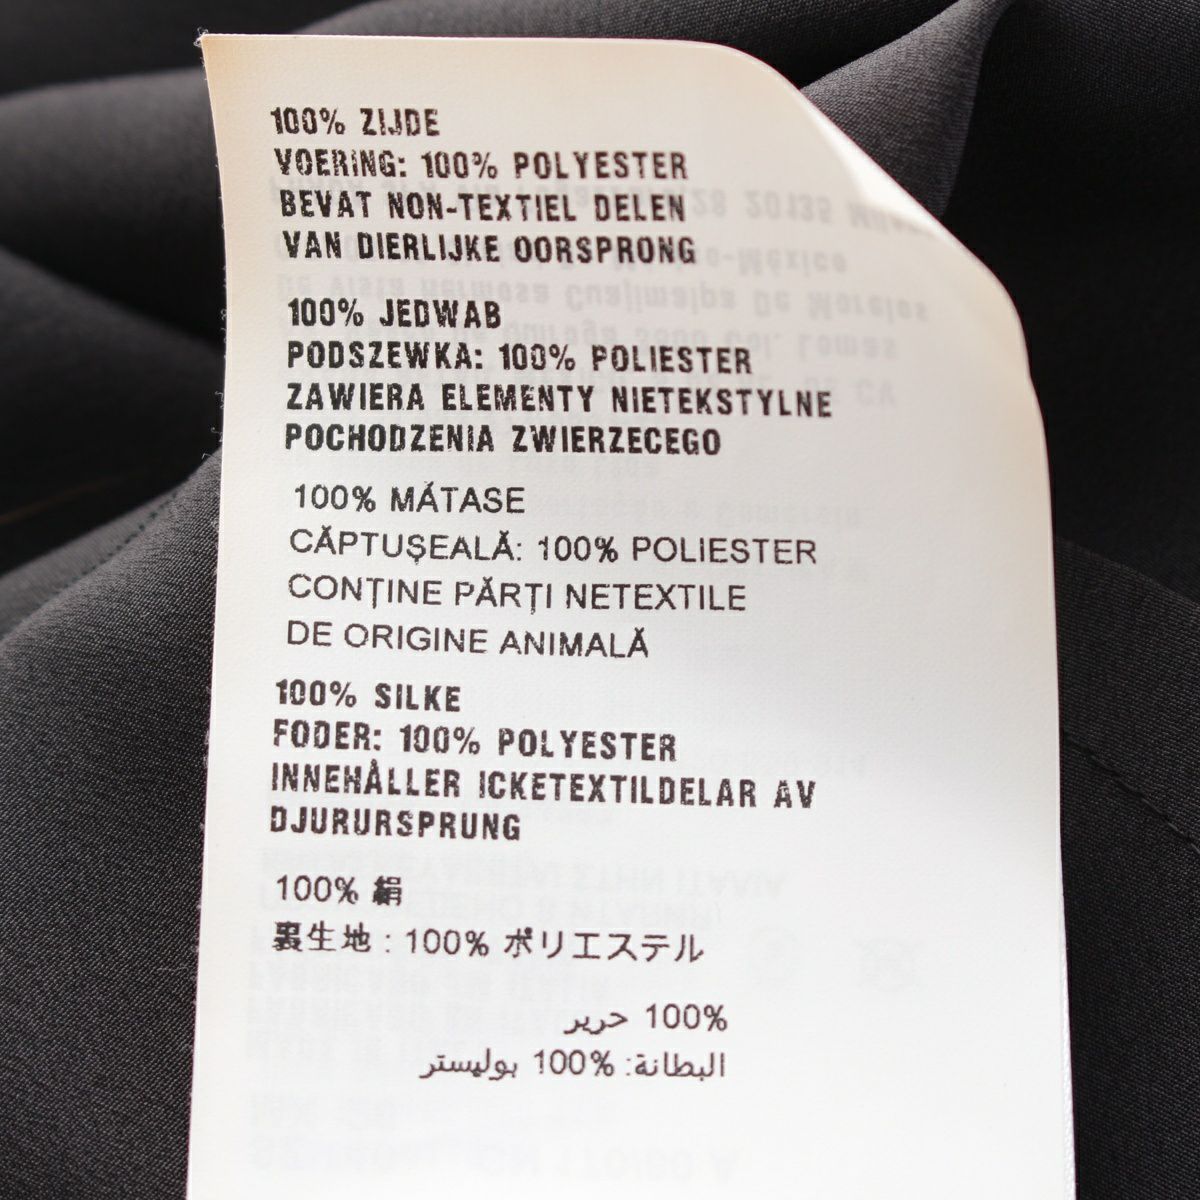 100% ZIJDE
VOERING: 100% POLYESTER
BEVAT NON-TEXTIEL DELEN
VAN DIERLIJKE OORSPRONG
100% JEDWAB
PODSZEWKA: 100% POLIESTER
ZAWIERA ELEMENTY NIETEKSTYLNE
POCHODZENIA ZWIERZECEGO
100% MÁTASE
CĂPTUȘEALĂ: 100% POLIESTER
CONȚINE PĂRȚI NETEXTILE
DE ORIGINE ANIMALĂ
100% SILKE
FODER: 100% POLYESTER
INNEHÅLLER ICKETEXTILDELAR AV
DJURURSPRUNG
100% 絹
裏生地 : 100% ポリエステル
100% حرير
البطانة: 100% بوليستر